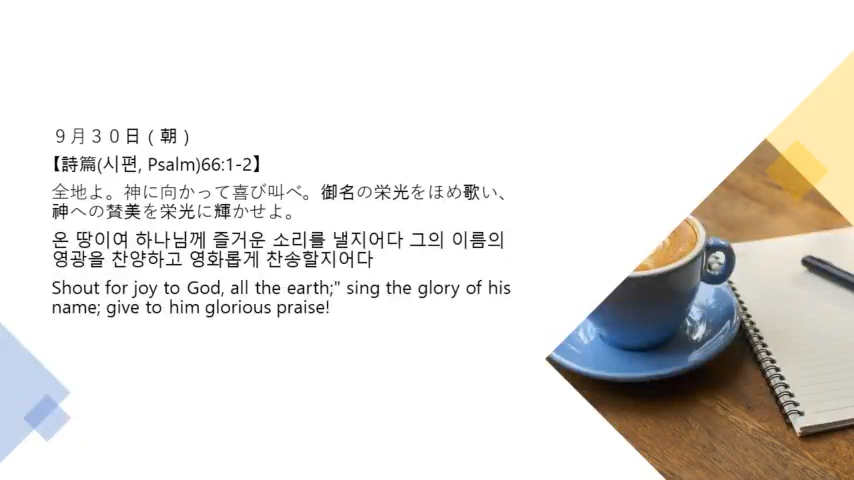 ９月３０日（朝）
【詩篇(시편, Psalm)66:1-2】
全地よ。神に向かって喜び叫べ。御名の栄光をほめ歌い、
神への賛美を栄光に輝かせよ。
온 땅이여 하나님께 즐거운 소리를 낼지어다 그의 이름의
영광을 찬양하고 영화롭게 찬송할지어다
Shout for joy to God, all the earth;" sing the glory of his
name; give to him glorious praise!